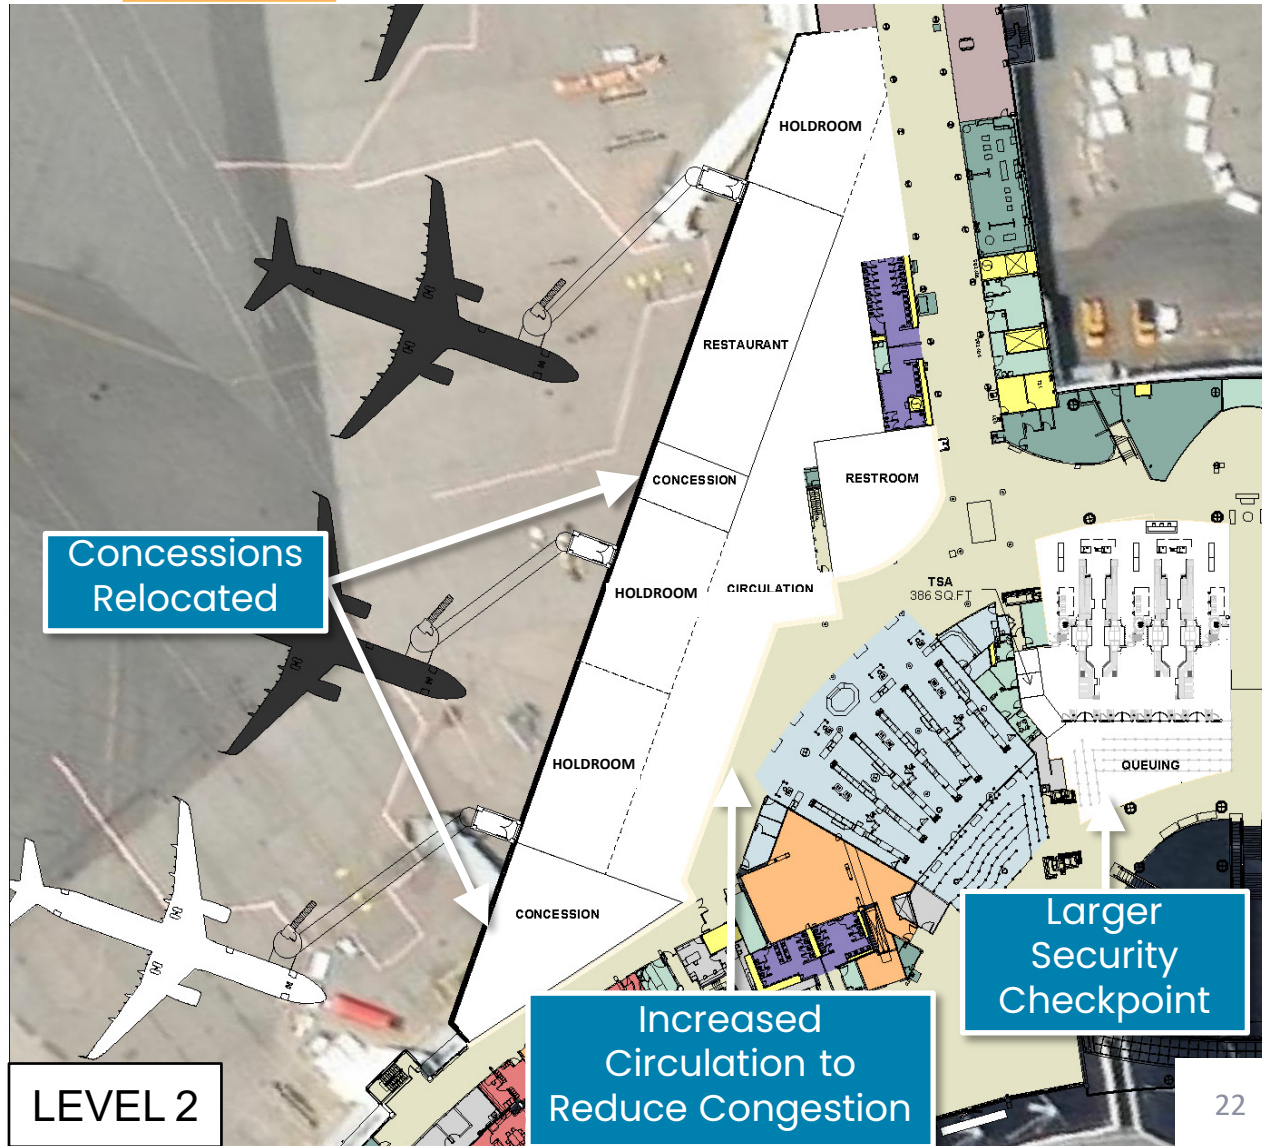 HOLDROOM
RESTAURANT
CONCESSION
RESTROOM
Concessions
Relocated
HOLDROOM
CIRCULATION
TSA
386 SQ.FT
HOLDROOM
QUEUING
CONCESSION
Larger
Security
Checkpoint
Increased
Circulation to
Reduce Congestion
LEVEL 2
22